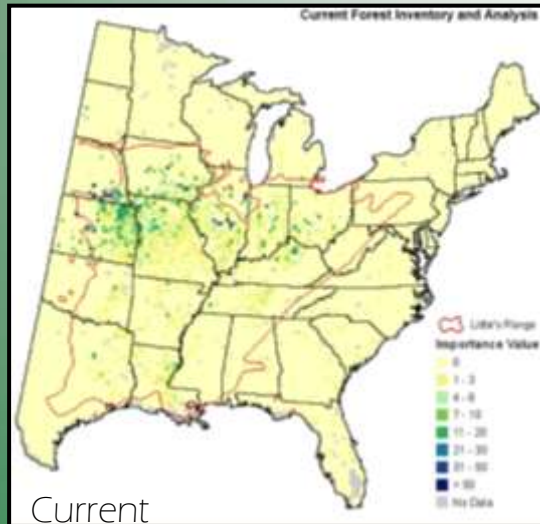 Current Forest Inventory and Analysis
Little's Range
Importance Value
0
1 - 3
4 - 6
7 - 10
11 - 20
21 - 30
31 - 50
> 50
No Data
Current